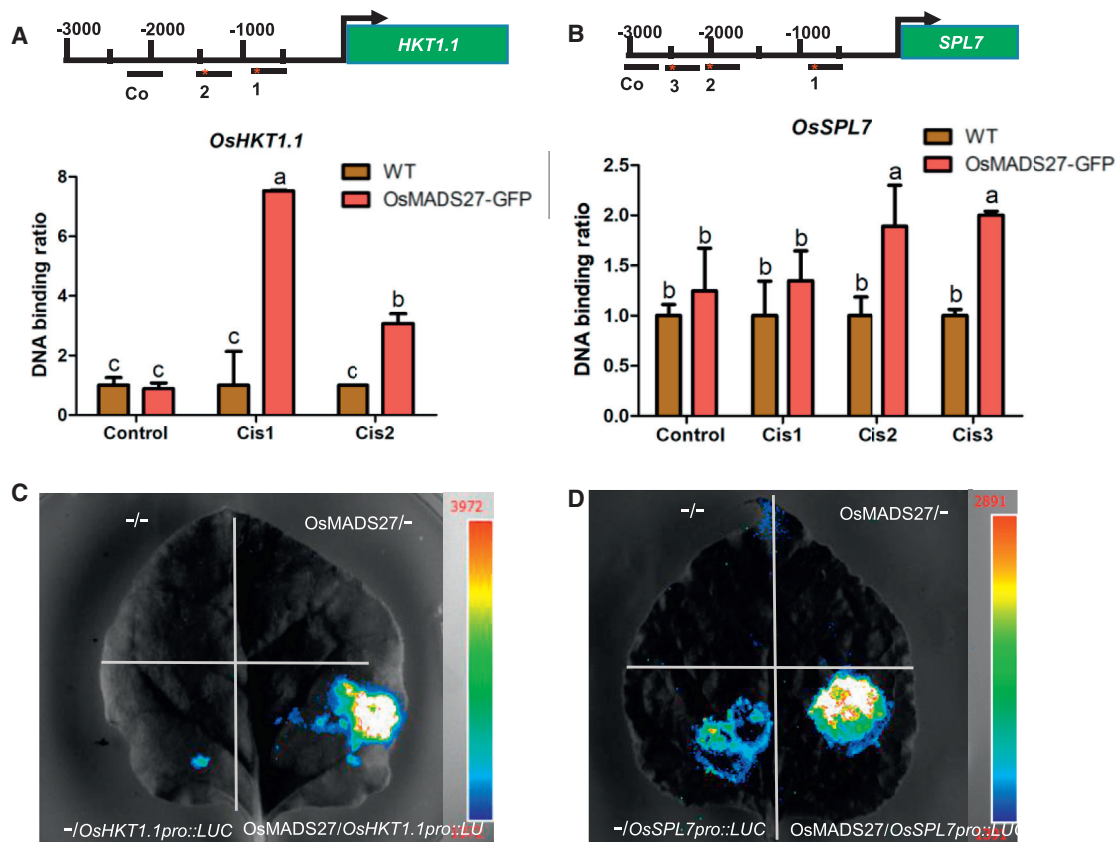 A
-3000
-2000
-1000
HKT1.1
Co
2
*
1
*
OsHKT1.1
WT
OsMADS27-GFP
DNA binding ratio
8
6
4
2
0
c
c
c
a
c
b
Control
Cis1
Cis2
B
-3000
-2000
-1000
SPL7
Co
3
*
2
*
1
*
OsSPL7
WT
OsMADS27-GFP
DNA binding ratio
2.5
2.0
1.5
1.0
0.5
0.0
b
b
b
b
b
a
b
a
Control
Cis1
Cis2
Cis3
C
-/-
OsMADS27/-
3972
-/OsHKT1.1pro::LUC
OsMADS27/OsHKT1.1pro::LU
D
-/-
OsMADS27/-
2891
-/OsSPL7pro::LUC
OsMADS27/OsSPL7pro::LUC